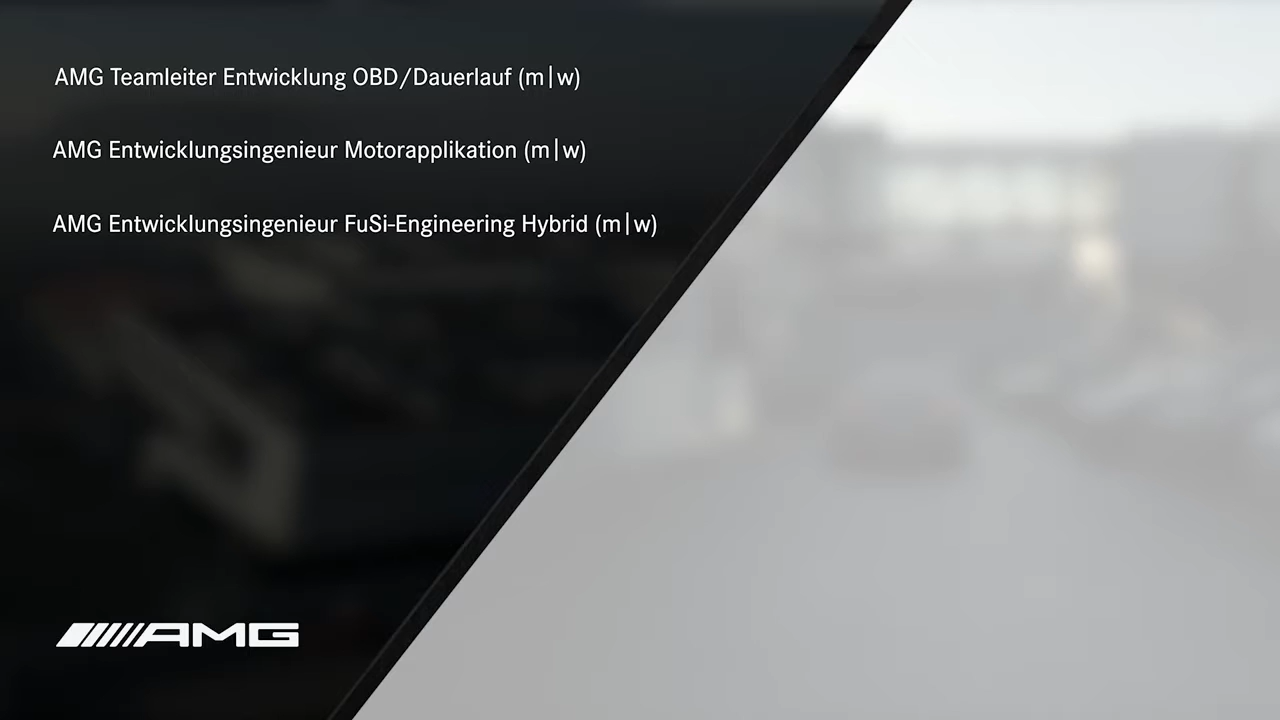 AMG Teamleiter Entwicklung OBD/Dauerlauf (m|w)
AMG Entwicklungsingenieur Motorapplikation (m|w)
AMG Entwicklungsingenieur FuSi-Engineering Hybrid (m|w)
AMG